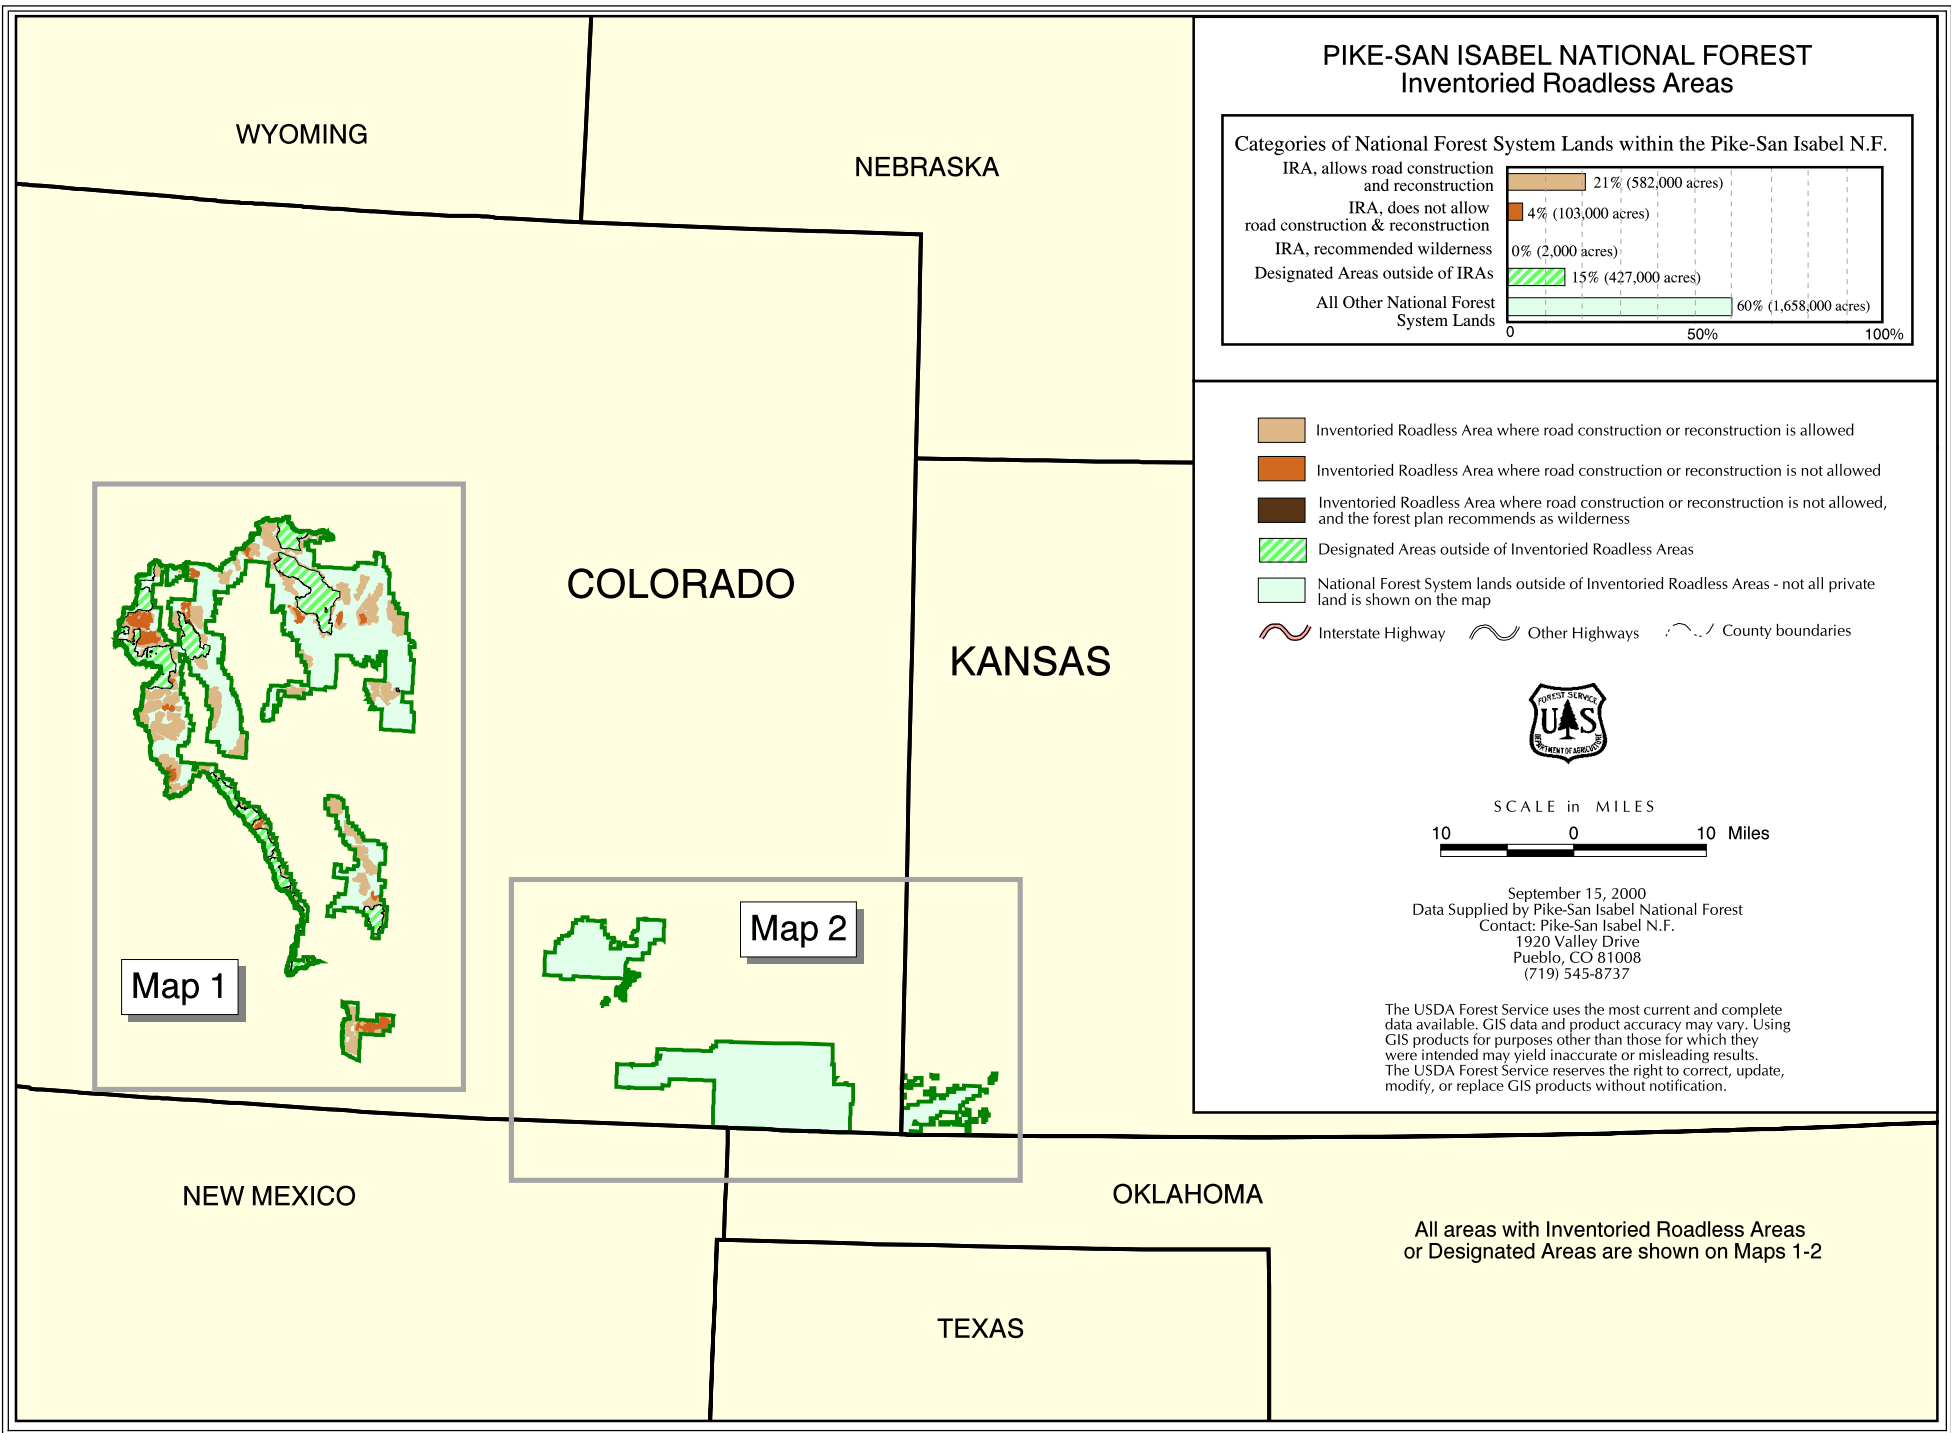 PIKE-SAN ISABEL NATIONAL FOREST
Inventoried Roadless Areas
Categories of National Forest System Lands within the Pike-San Isabel N.F.
IRA, allows road construction
and reconstruction
21% (582,000 acres)
IRA, does not allow
road construction & reconstruction
4% (103,000 acres)
IRA, recommended wilderness
0% (2,000 acres)
Designated Areas outside of IRAs
15% (427,000 acres)
All Other National Forest
System Lands
60% (1,658,000 acres)
0 50% 100%
Inventoried Roadless Area where road construction or reconstruction is allowed
Inventoried Roadless Area where road construction or reconstruction is not allowed
Inventoried Roadless Area where road construction or reconstruction is not allowed,
and the forest plan recommends as wilderness
Designated Areas outside of Inventoried Roadless Areas
National Forest System lands outside of Inventoried Roadless Areas - not all private
land is shown on the map
Interstate Highway Other Highways County boundaries
FOREST SERVICE
U S
DEPARTMENT OF AGRICULTURE
SCALE in MILES
10 0 10 Miles
September 15, 2000
Data Supplied by Pike-San Isabel National Forest
Contact: Pike-San Isabel N.F.
1920 Valley Drive
Pueblo, CO 81008
(719) 545-8737
The USDA Forest Service uses the most current and complete
data available. GIS data and product accuracy may vary. Using
GIS products for purposes other than those for which they
were intended may yield inaccurate or misleading results.
The USDA Forest Service reserves the right to correct, update,
modify, or replace GIS products without notification.
WYOMING
NEBRASKA
COLORADO
KANSAS
Map 2
Map 1
NEW MEXICO
OKLAHOMA
All areas with Inventoried Roadless Areas
or Designated Areas are shown on Maps 1-2
TEXAS